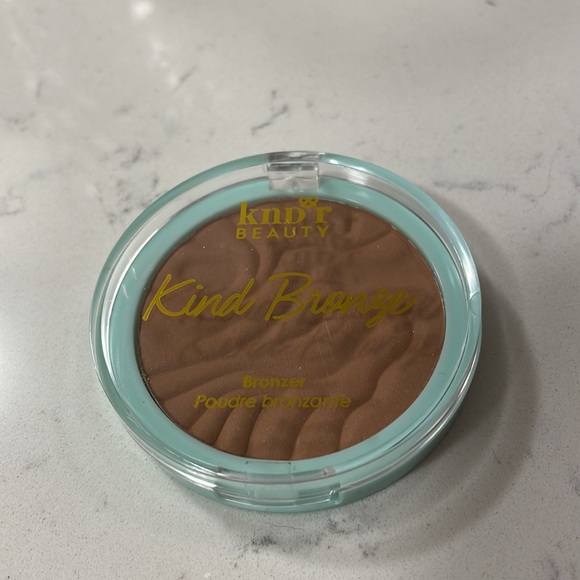 knd'r
BEAUTY
Kind Bronze
Bronzer
Poudre bronzante